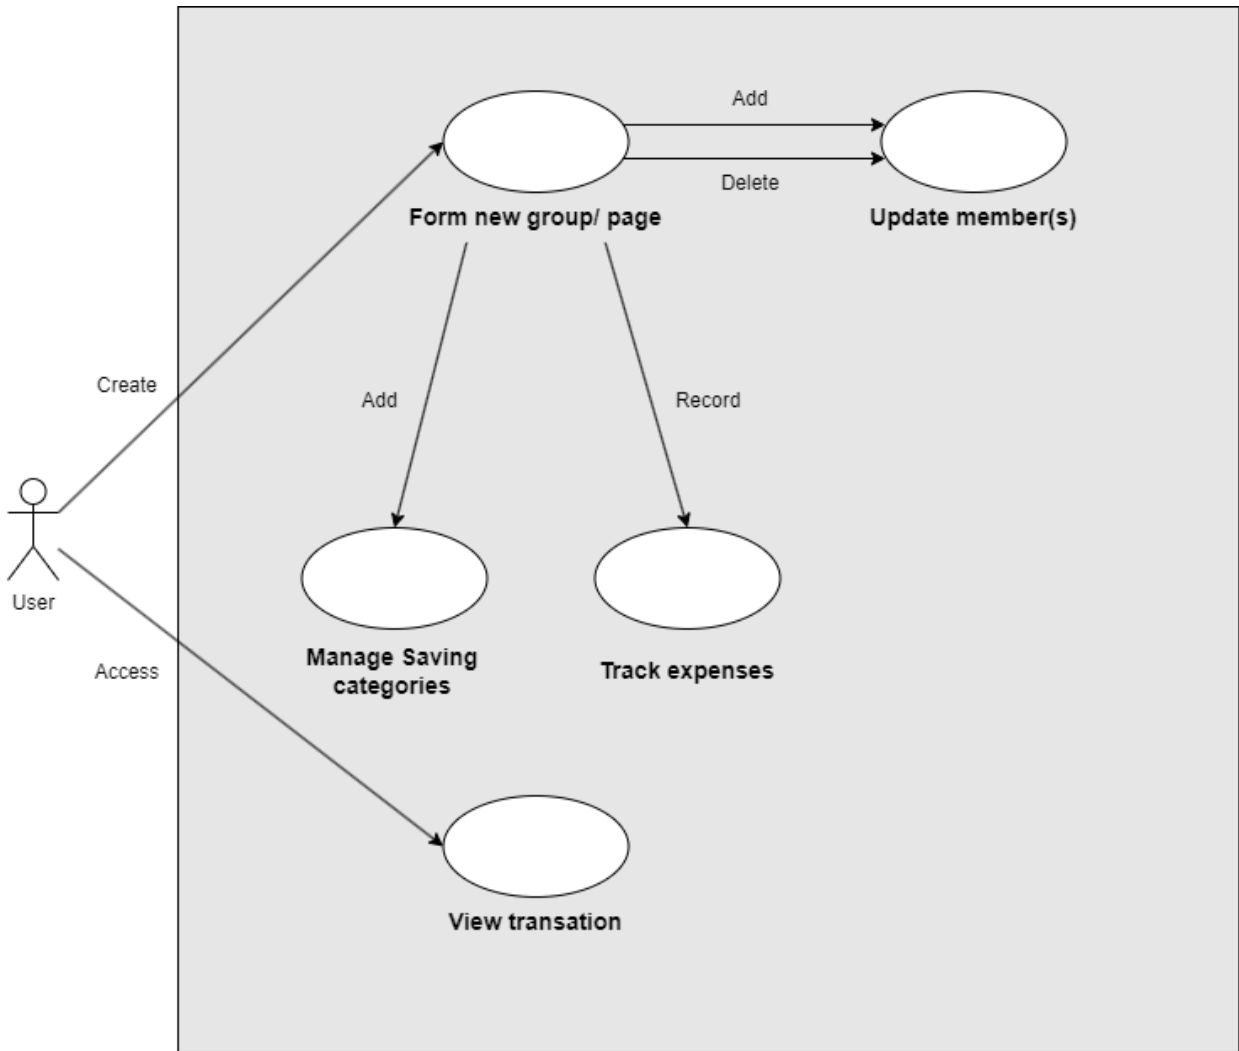 Add
Delete
Form new group/ page
Update member(s)
Create
Add
Record
User
Manage Saving
categories
Track expenses
Access
View transation